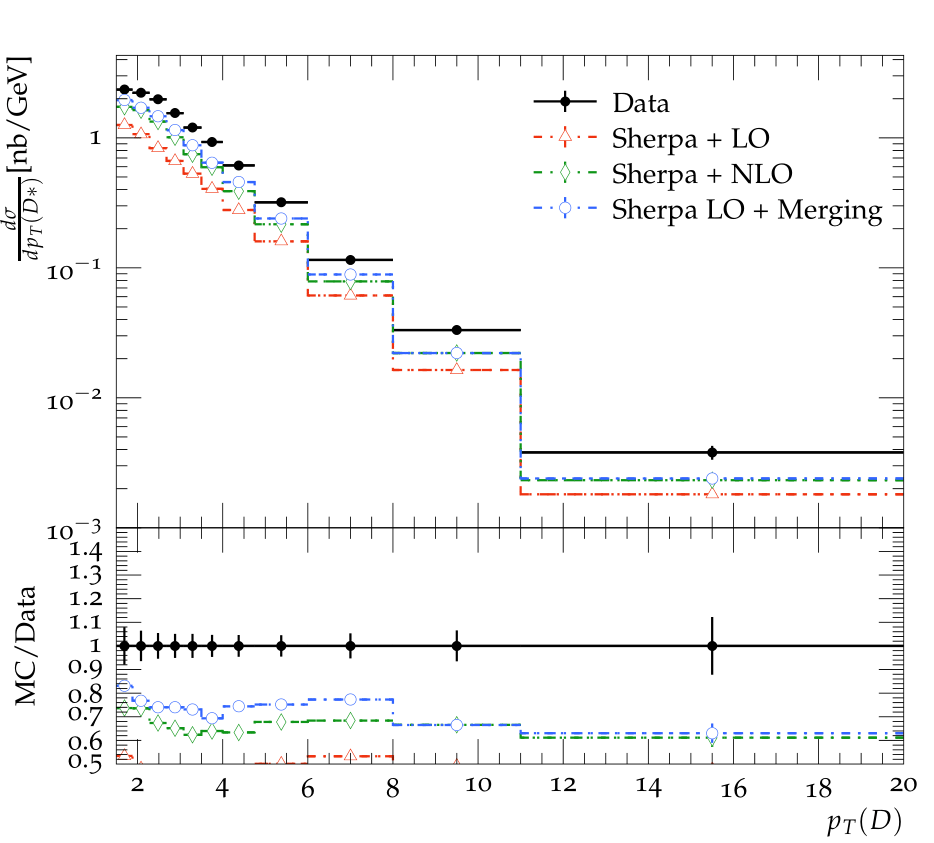 dσ/dp_T(D*) [nb/GeV]
1
10⁻¹
10⁻²
10⁻³
Data
Sherpa + LO
Sherpa + NLO
Sherpa LO + Merging
MC/Data
1.4
1.3
1.2
1.1
1
0.9
0.8
0.7
0.6
0.5
2 4 6 8 10 12 14 16 18 20
p_T(D)